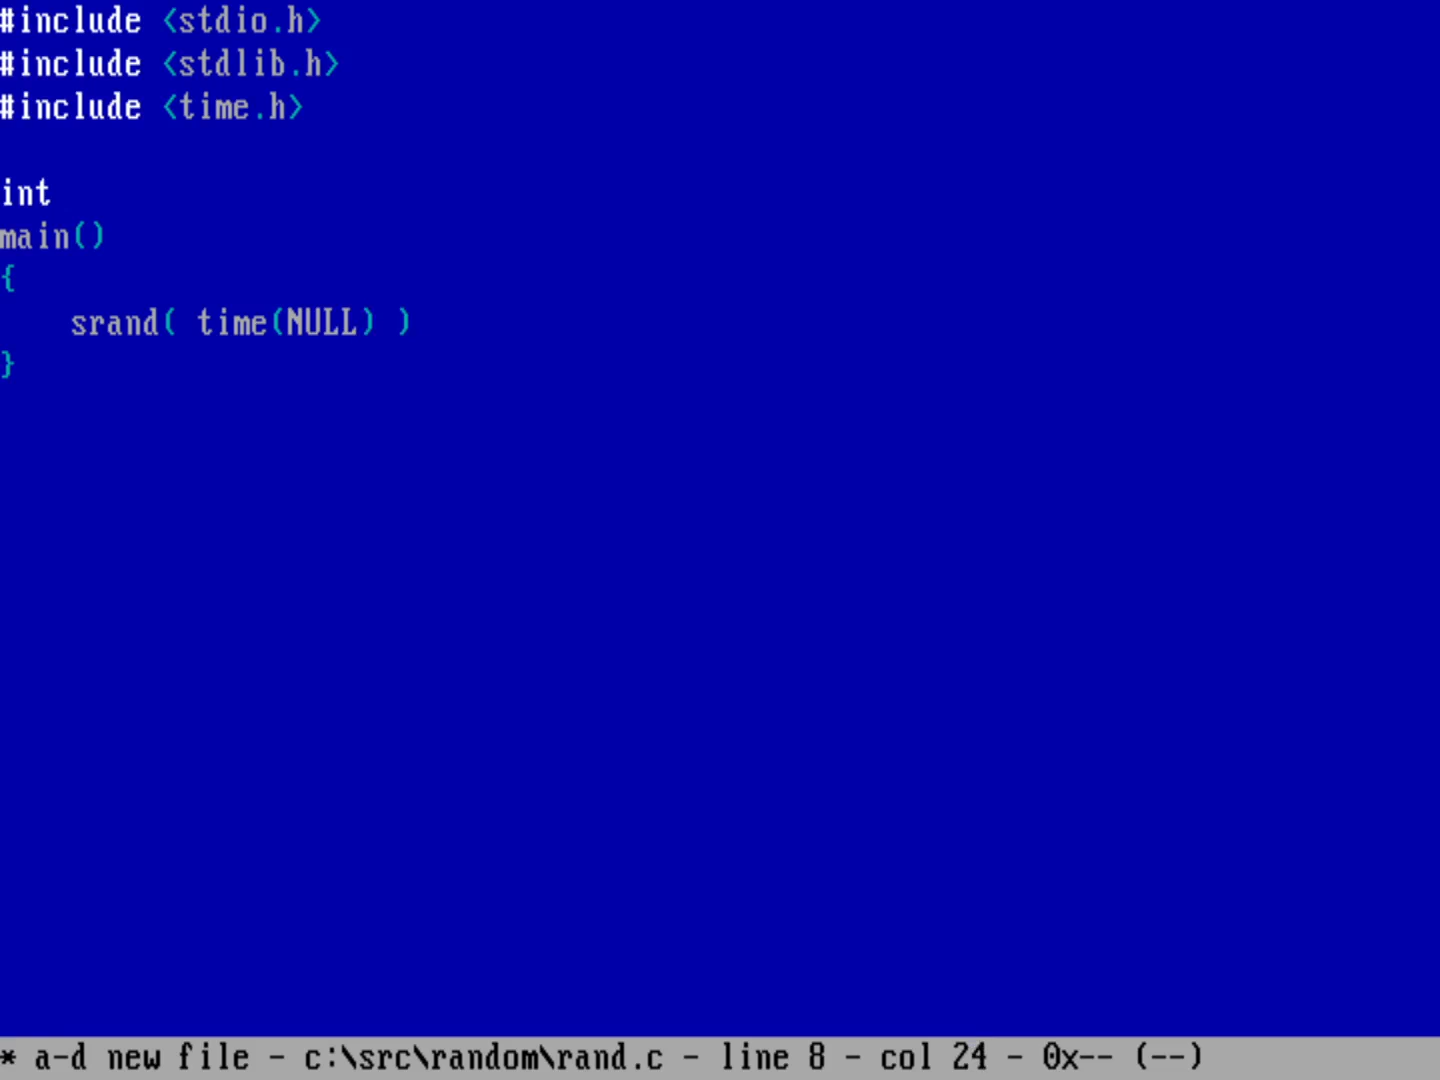 #include <stdio.h>
#include <stdlib.h>
#include <time.h>
int
main()
{
    srand( time(NULL) )
}
* a-d new file - c:\src\random\rand.c - line 8 - col 24 - 0x-- (--)